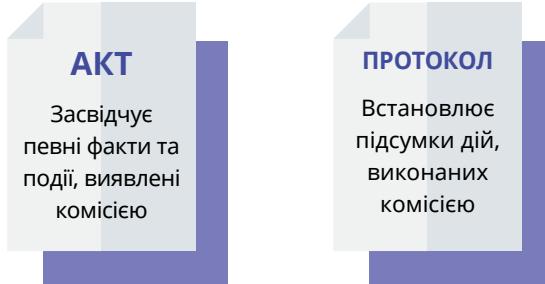 АКТ
Засвідчує
певні факти та
події, виявлені
комісією
ПРОТОКОЛ
Встановлює
підсумки дій,
виконаних
комісією